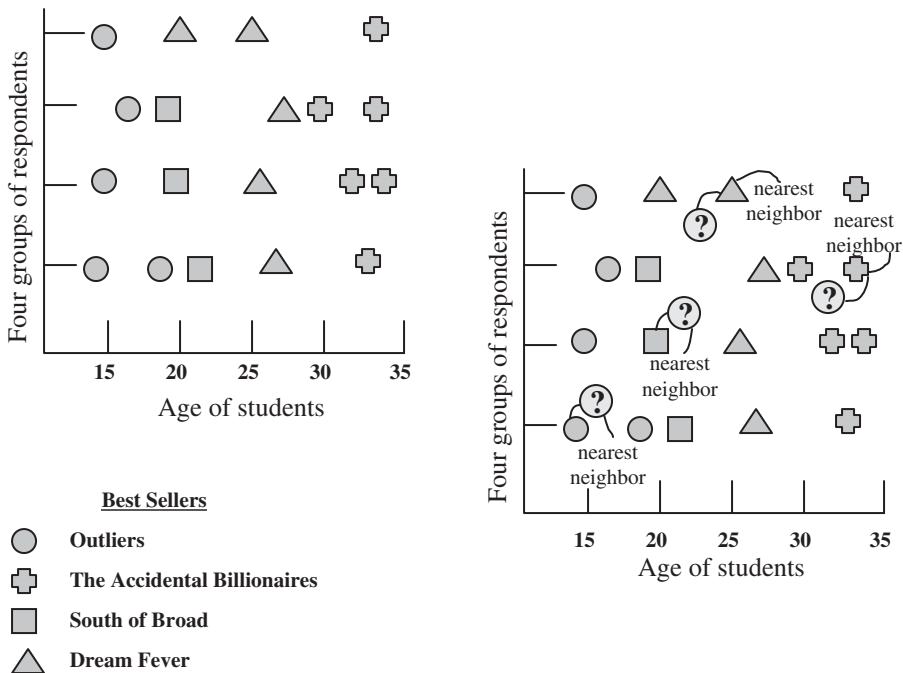 Four groups of respondents
15 20 25 30 35
Age of students
Best Sellers
Outliers
The Accidental Billionaires
South of Broad
Dream Fever
Four groups of respondents
nearest
neighbor
nearest
neighbor
?
?
?
nearest
neighbor
?
nearest
neighbor
15 20 25 30 35
Age of students